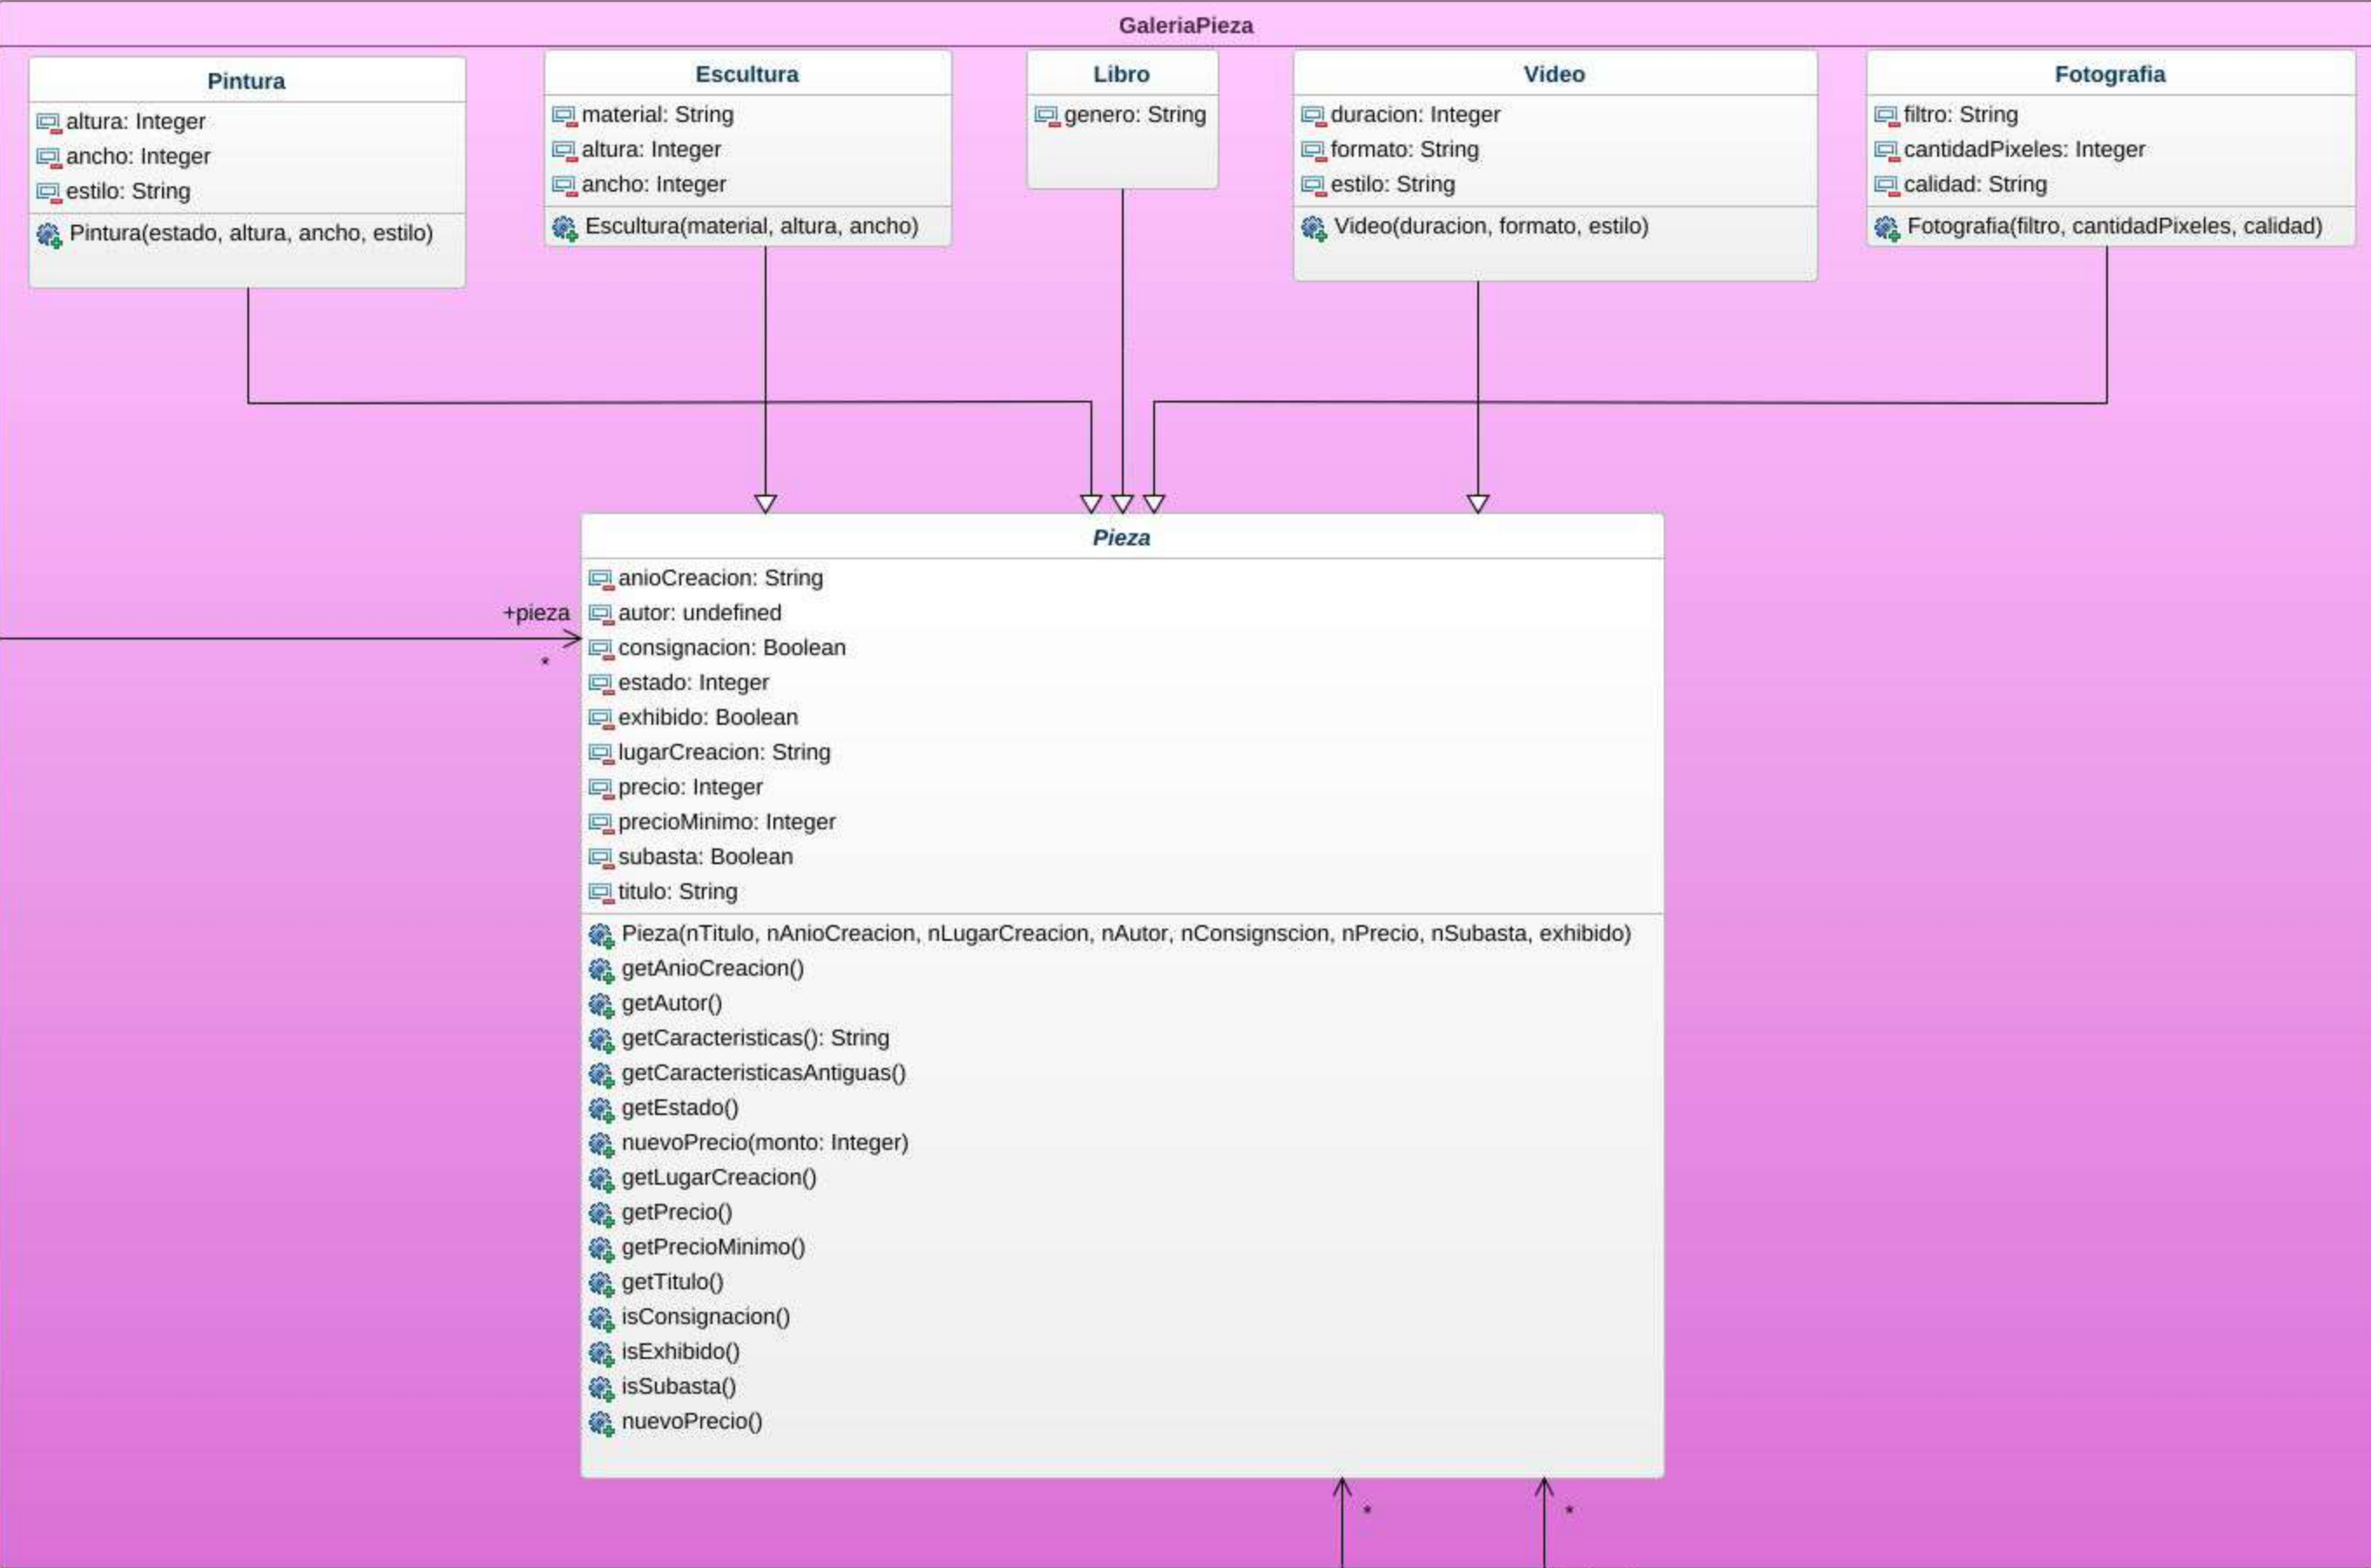 GaleriaPieza
Pintura
altura: Integer
ancho: Integer
estilo: String
Pintura(estado, altura, ancho, estilo)
Escultura
material: String
altura: Integer
ancho: Integer
Escultura(material, altura, ancho)
Libro
genero: String
Video
duracion: Integer
formato: String
estilo: String
Video(duracion, formato, estilo)
Fotografia
filtro: String
cantidadPixeles: Integer
calidad: String
Fotografia(filtro, cantidadPixeles, calidad)
+pieza
*
Pieza
anioCreacion: String
autor: undefined
consignacion: Boolean
estado: Integer
exhibido: Boolean
lugarCreacion: String
precio: Integer
precioMinimo: Integer
subasta: Boolean
titulo: String
Pieza(nTitulo, nAnioCreacion, nLugarCreacion, nAutor, nConsignscion, nPrecio, nSubasta, exhibido)
getAnioCreacion()
getAutor()
getCaracteristicas(): String
getCaracteristicasAntiguas()
getEstado()
nuevoPrecio(monto: Integer)
getLugarCreacion()
getPrecio()
getPrecioMinimo()
getTitulo()
isConsignacion()
isExhibido()
isSubasta()
nuevoPrecio()
* *